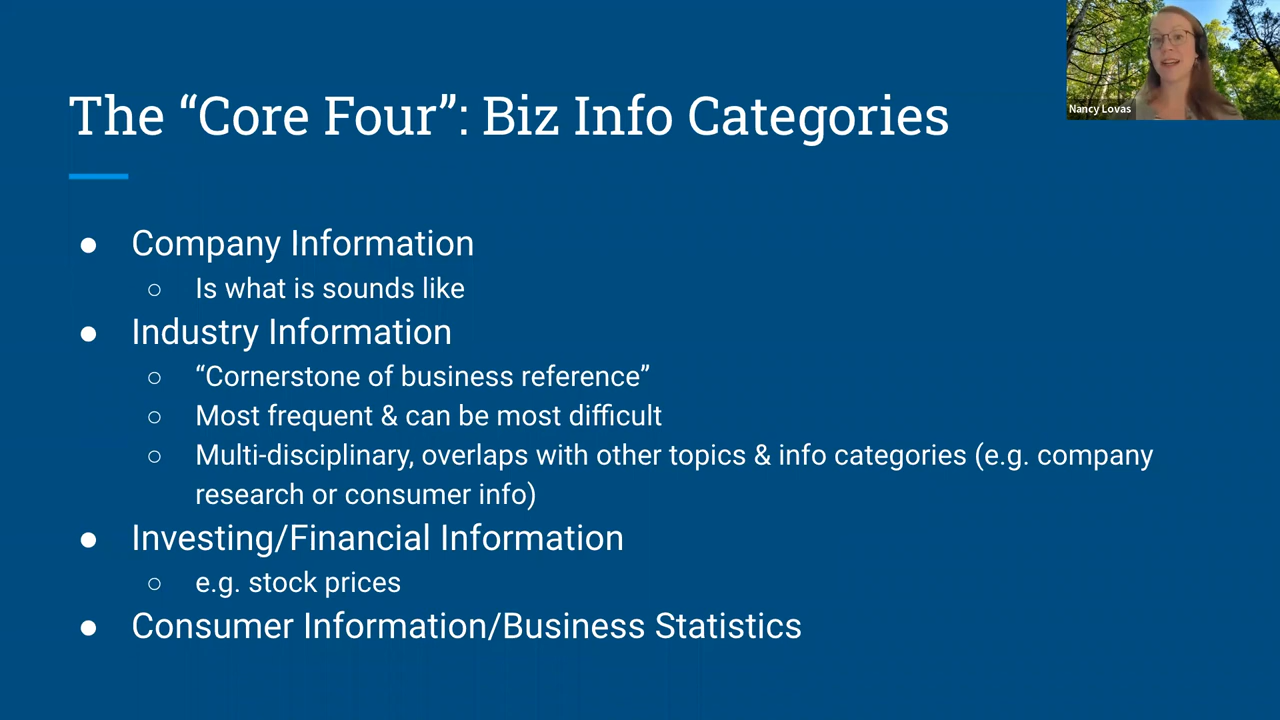 The “Core Four”: Biz Info Categories
Nancy Lovas
● Company Information
○ Is what is sounds like
● Industry Information
○ “Cornerstone of business reference”
○ Most frequent & can be most difficult
○ Multi-disciplinary, overlaps with other topics & info categories (e.g. company
research or consumer info)
● Investing/Financial Information
○ e.g. stock prices
● Consumer Information/Business Statistics